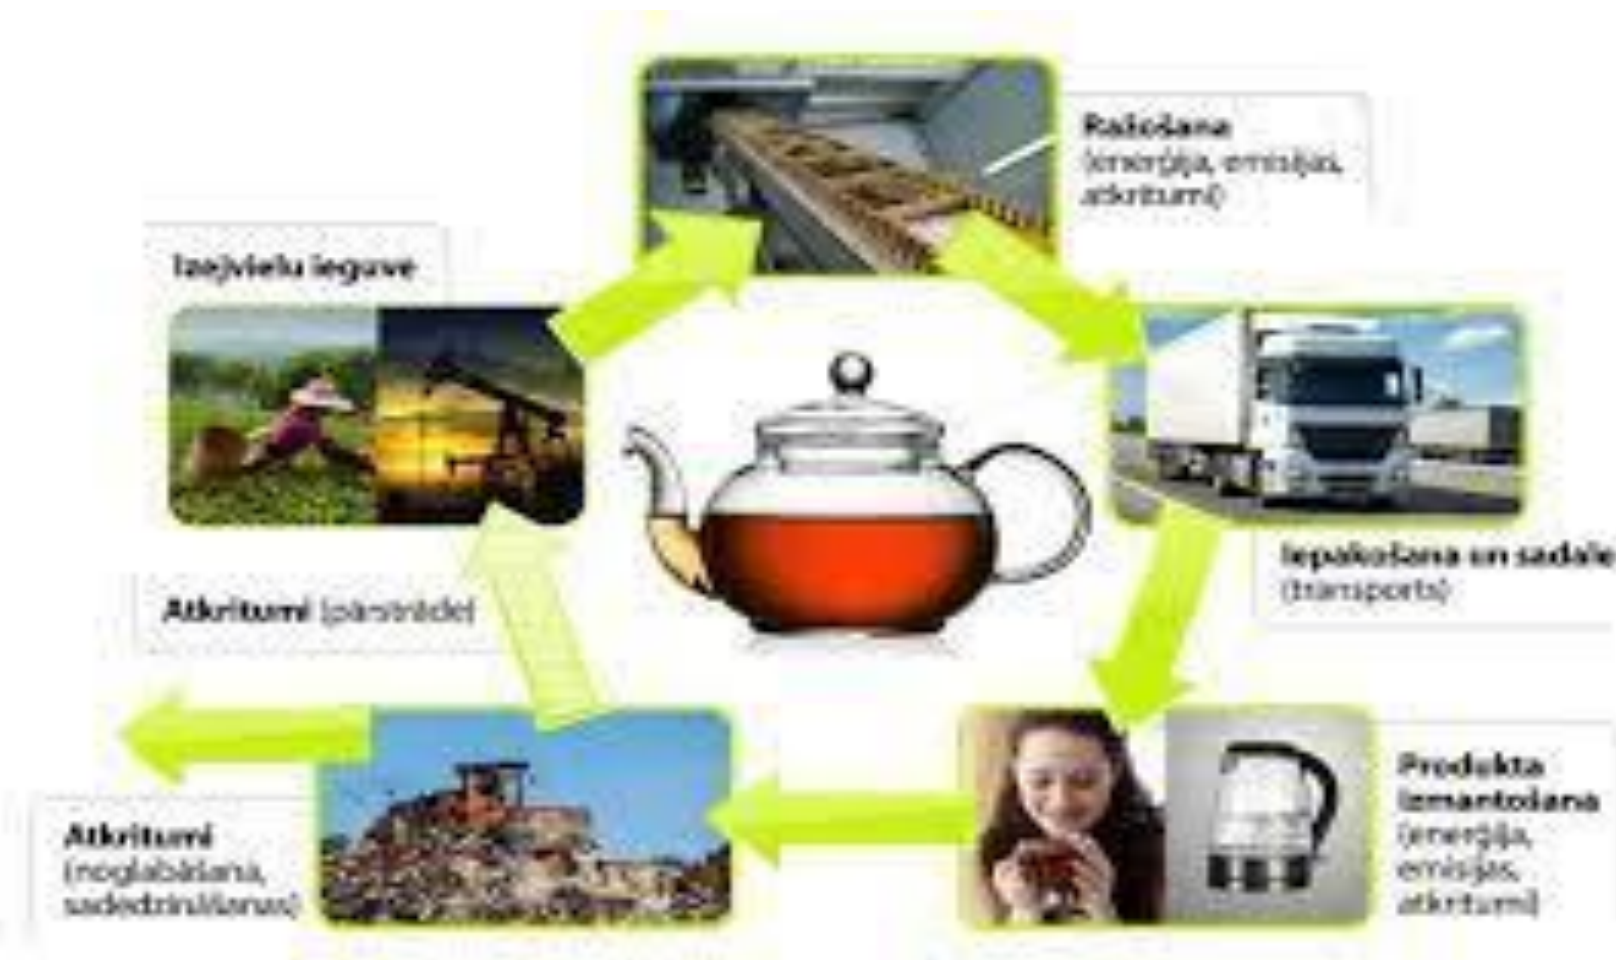 Ražošana
(enerģija, emisijas,
atkritumi)
Izejvielu ieguve
Iepakošana un sadale
(transports)
Atkritumi (pārstrāde)
Produkta
izmantošana
(enerģija,
emisijas,
atkritumi)
Atkritumi
(noglabāšana,
sadedzināšanas)